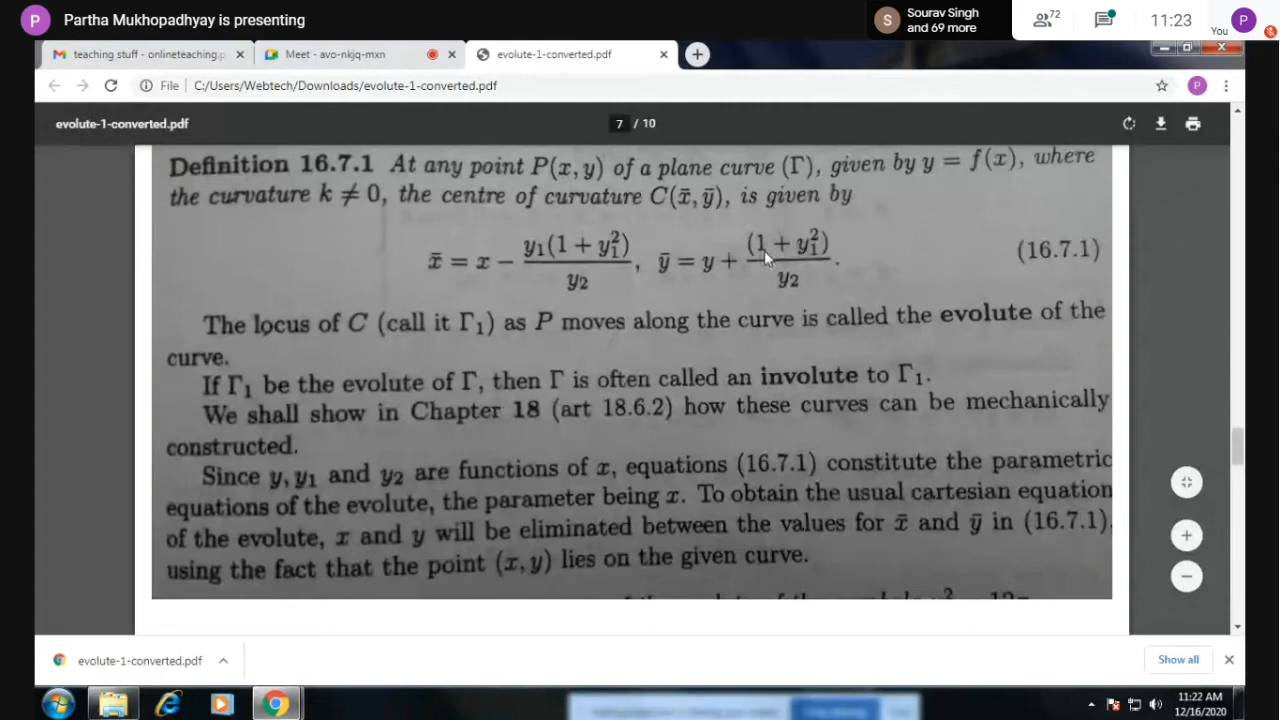 P Partha Mukhopadhyay is presenting
S Sourav Singh and 69 more
72
11:23
You P
teaching stuff - onlineteaching.p
Meet - avo-nkjq-mxn
evolute-1-converted.pdf
File C:/Users/Webtech/Downloads/evolute-1-converted.pdf
P
evolute-1-converted.pdf
7 / 10
Definition 16.7.1 At any point P(x, y) of a plane curve (Γ), given by y = f(x), where
the curvature k ≠ 0, the centre of curvature C(x̄, ȳ), is given by
x̄ = x − y₁(1 + y₁²)/y₂, ȳ = y + (1 + y₁²)/y₂. (16.7.1)
The locus of C (call it Γ₁) as P moves along the curve is called the evolute of the
curve.
If Γ₁ be the evolute of Γ, then Γ is often called an involute to Γ₁.
We shall show in Chapter 18 (art 18.6.2) how these curves can be mechanically
constructed.
Since y, y₁ and y₂ are functions of x, equations (16.7.1) constitute the parametric
equations of the evolute, the parameter being x. To obtain the usual cartesian equation
of the evolute, x and y will be eliminated between the values for x̄ and ȳ in (16.7.1),
using the fact that the point (x, y) lies on the given curve.
evolute-1-converted.pdf
Show all
11:22 AM
12/16/2020